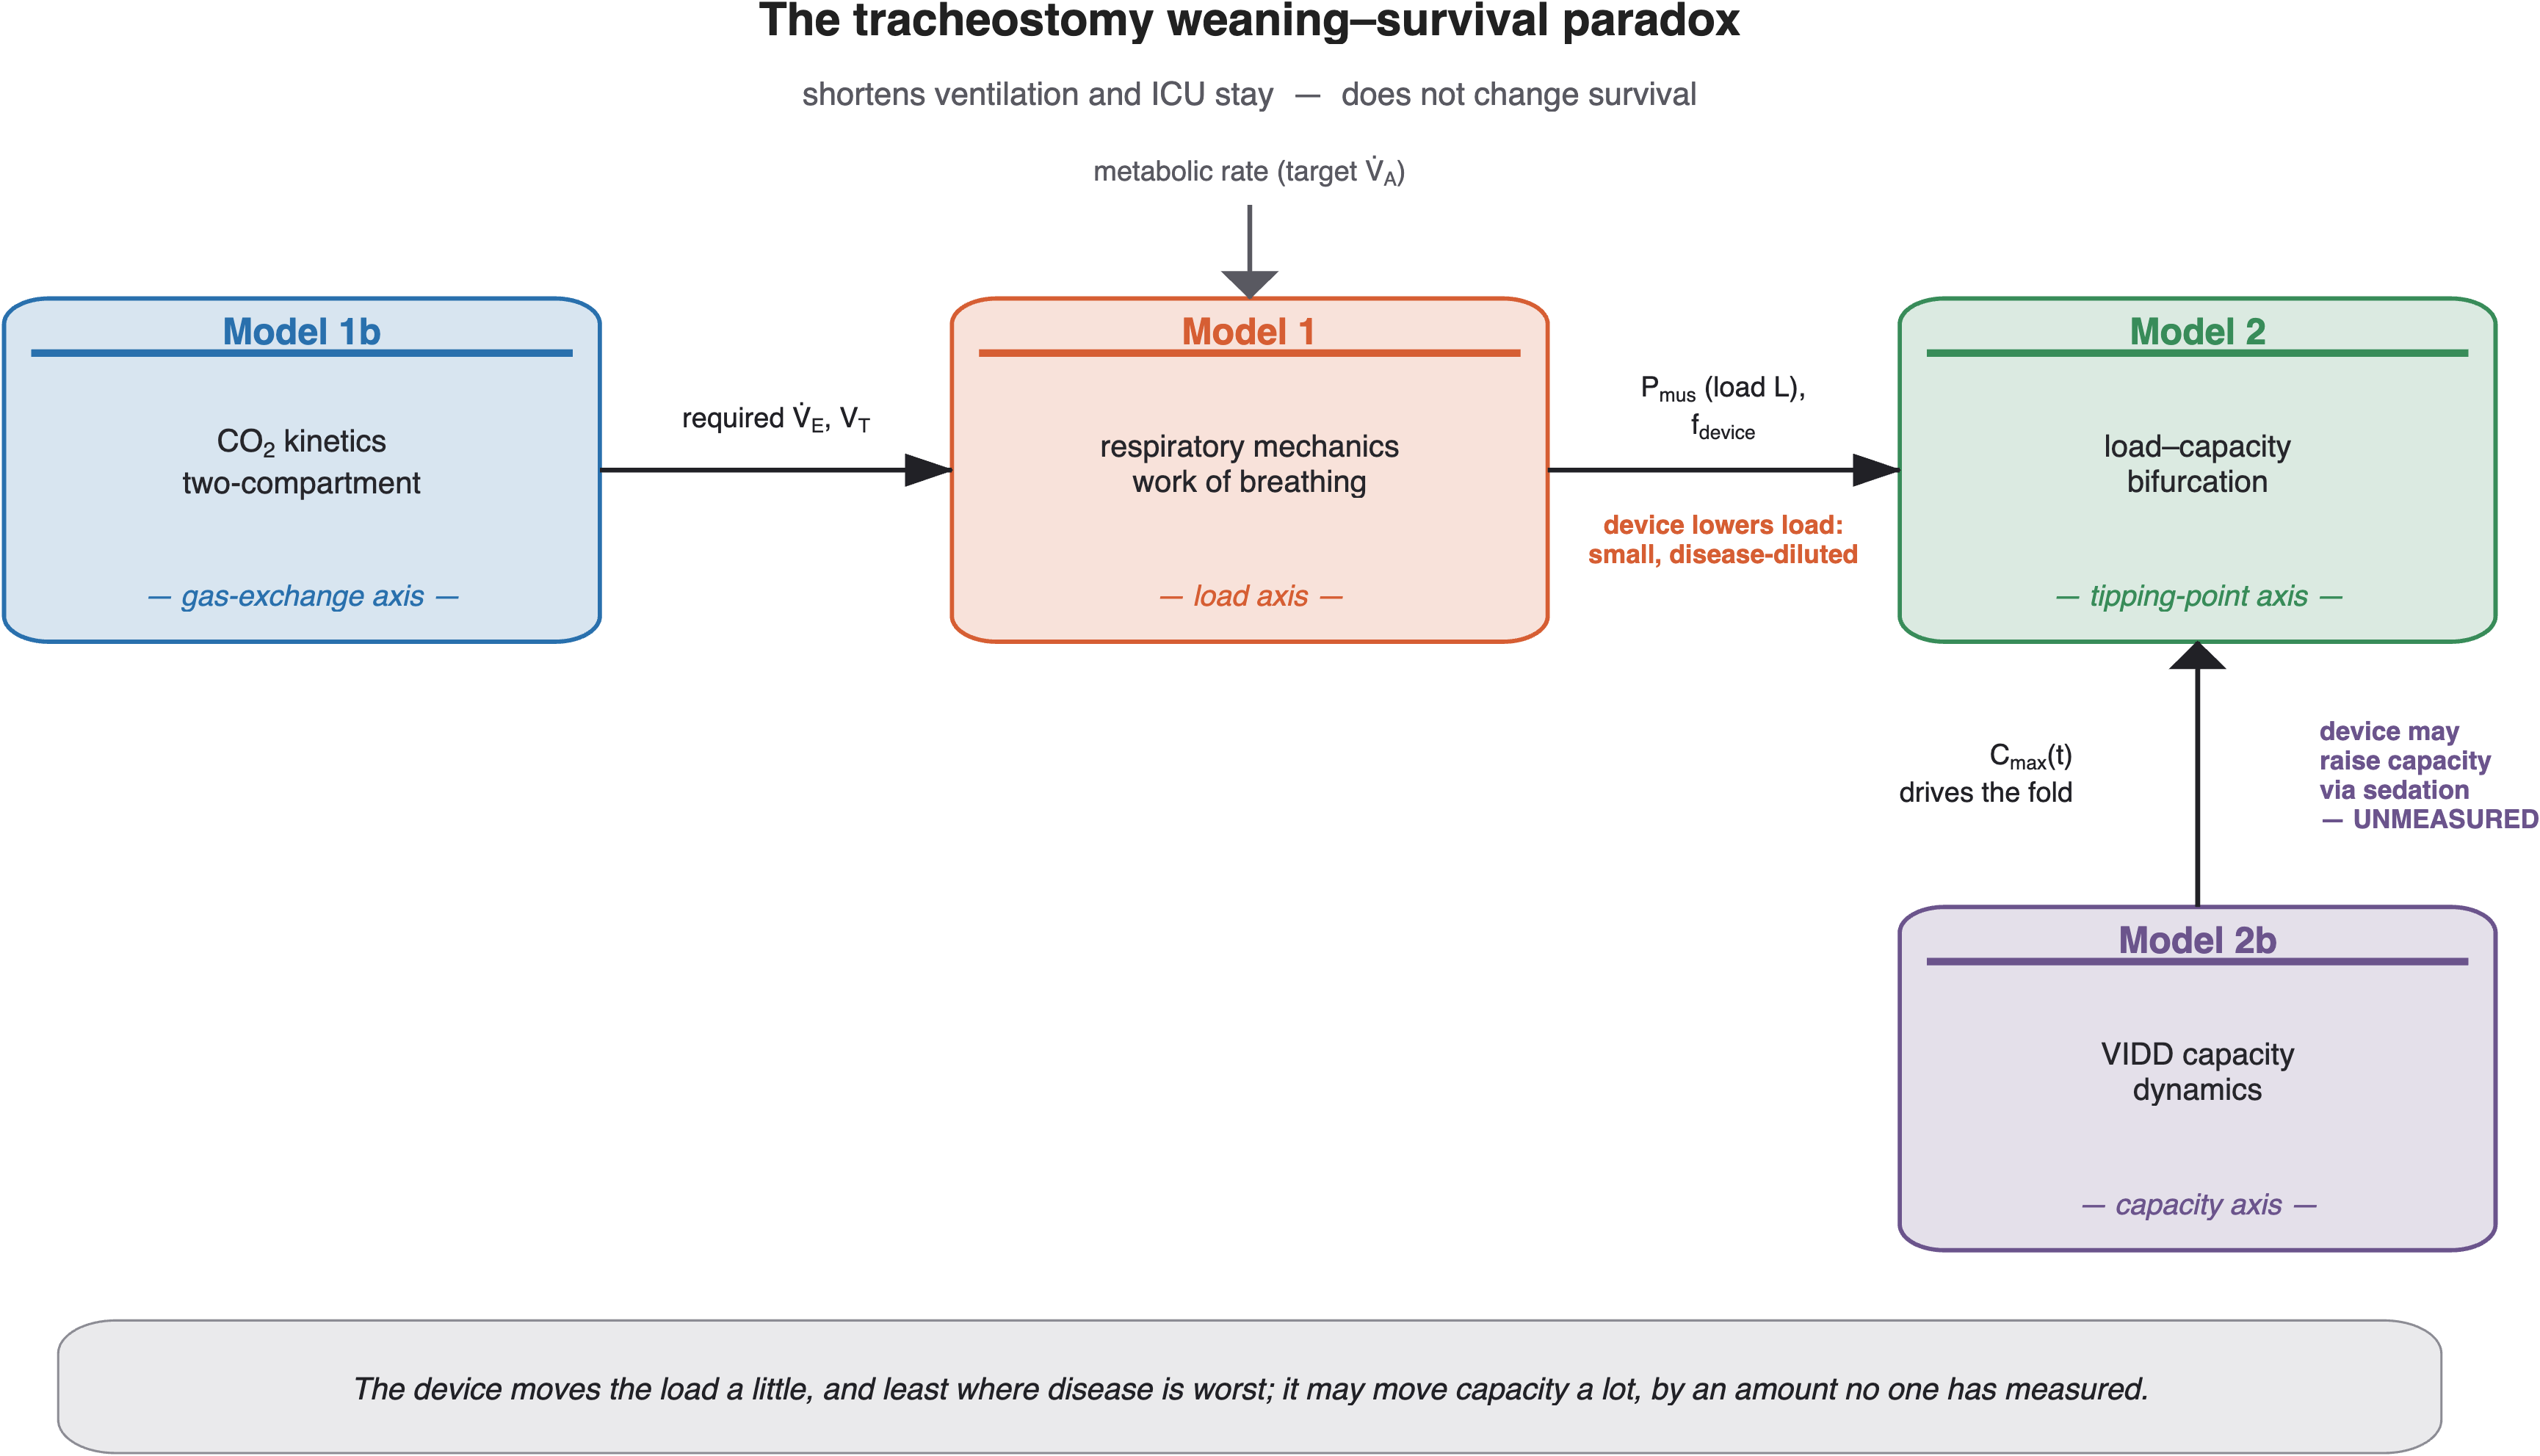 The tracheostomy weaning–survival paradox
shortens ventilation and ICU stay — does not change survival
metabolic rate (target V̇A)
Model 1b
CO2 kinetics
two-compartment
— gas-exchange axis —
required V̇E, VT
Model 1
respiratory mechanics
work of breathing
— load axis —
Pmus (load L),
fdevice
device lowers load:
small, disease-diluted
Model 2
load–capacity
bifurcation
— tipping-point axis —
Cmax(t)
drives the fold
device may
raise capacity
via sedation
— UNMEASURED
Model 2b
VIDD capacity
dynamics
— capacity axis —
The device moves the load a little, and least where disease is worst; it may move capacity a lot, by an amount no one has measured.